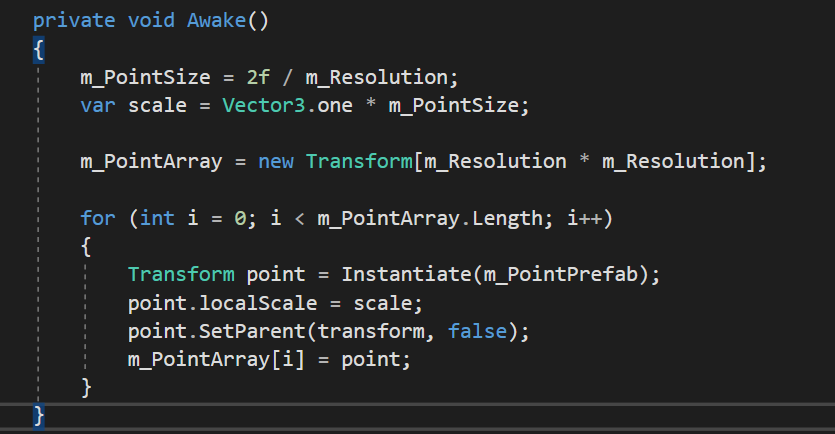 private void Awake()
{
    m_PointSize = 2f / m_Resolution;
    var scale = Vector3.one * m_PointSize;

    m_PointArray = new Transform[m_Resolution * m_Resolution];

    for (int i = 0; i < m_PointArray.Length; i++)
    {
        Transform point = Instantiate(m_PointPrefab);
        point.localScale = scale;
        point.SetParent(transform, false);
        m_PointArray[i] = point;
    }
}